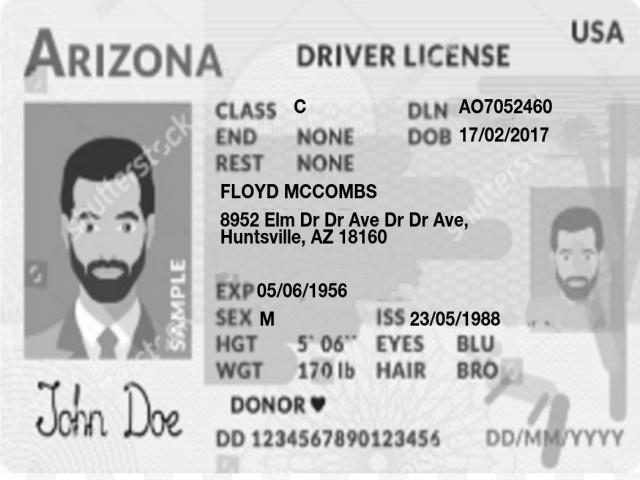 USA
ARIZONA DRIVER LICENSE
CLASS C DLN AO7052460
END NONE DOB 17/02/2017
REST NONE
FLOYD MCCOMBS
8952 Elm Dr Dr Ave Dr Dr Ave,
Huntsville, AZ 18160
EXP 05/06/1956
SEX M ISS 23/05/1988
HGT 5' 06'' EYES BLU
WGT 170 lb HAIR BRO
DONOR ♥
John Doe
DD 1234567890123456 DD/MM/YYYY
SAMPLE
shutterstock
shutterstock